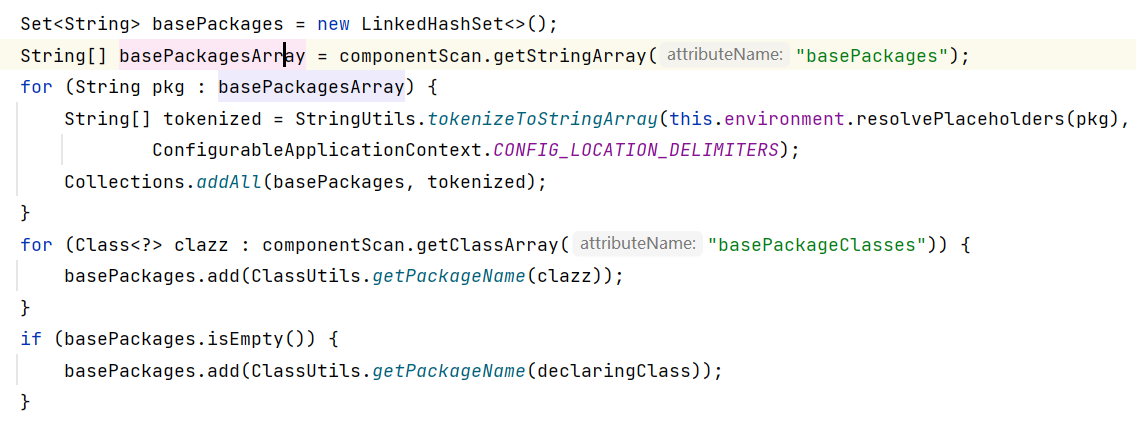 Set<String> basePackages = new LinkedHashSet<>();
String[] basePackagesArray = componentScan.getStringArray( attributeName: "basePackages");
for (String pkg : basePackagesArray) {
String[] tokenized = StringUtils.tokenizeToStringArray(this.environment.resolvePlaceholders(pkg),
ConfigurableApplicationContext.CONFIG_LOCATION_DELIMITERS);
Collections.addAll(basePackages, tokenized);
}
for (Class<?> clazz : componentScan.getClassArray( attributeName: "basePackageClasses")) {
basePackages.add(ClassUtils.getPackageName(clazz));
}
if (basePackages.isEmpty()) {
basePackages.add(ClassUtils.getPackageName(declaringClass));
}